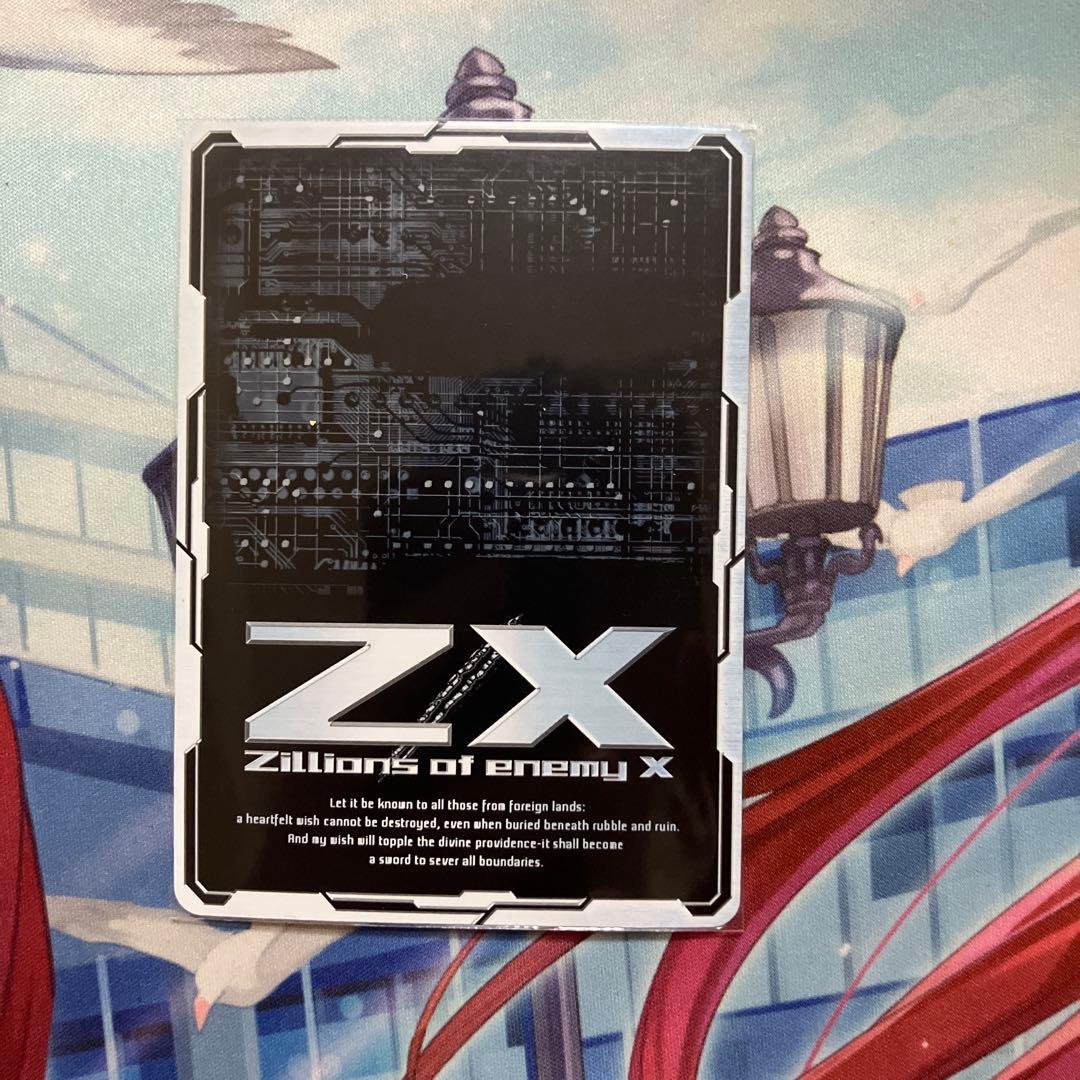 Z/X
Zillions of enemy X
Let it be known to all those from foreign lands:
a heartfelt wish cannot be destroyed, even when buried beneath rubble and ruin.
And my wish will topple the divine providence-it shall become
a sword to sever all boundaries.